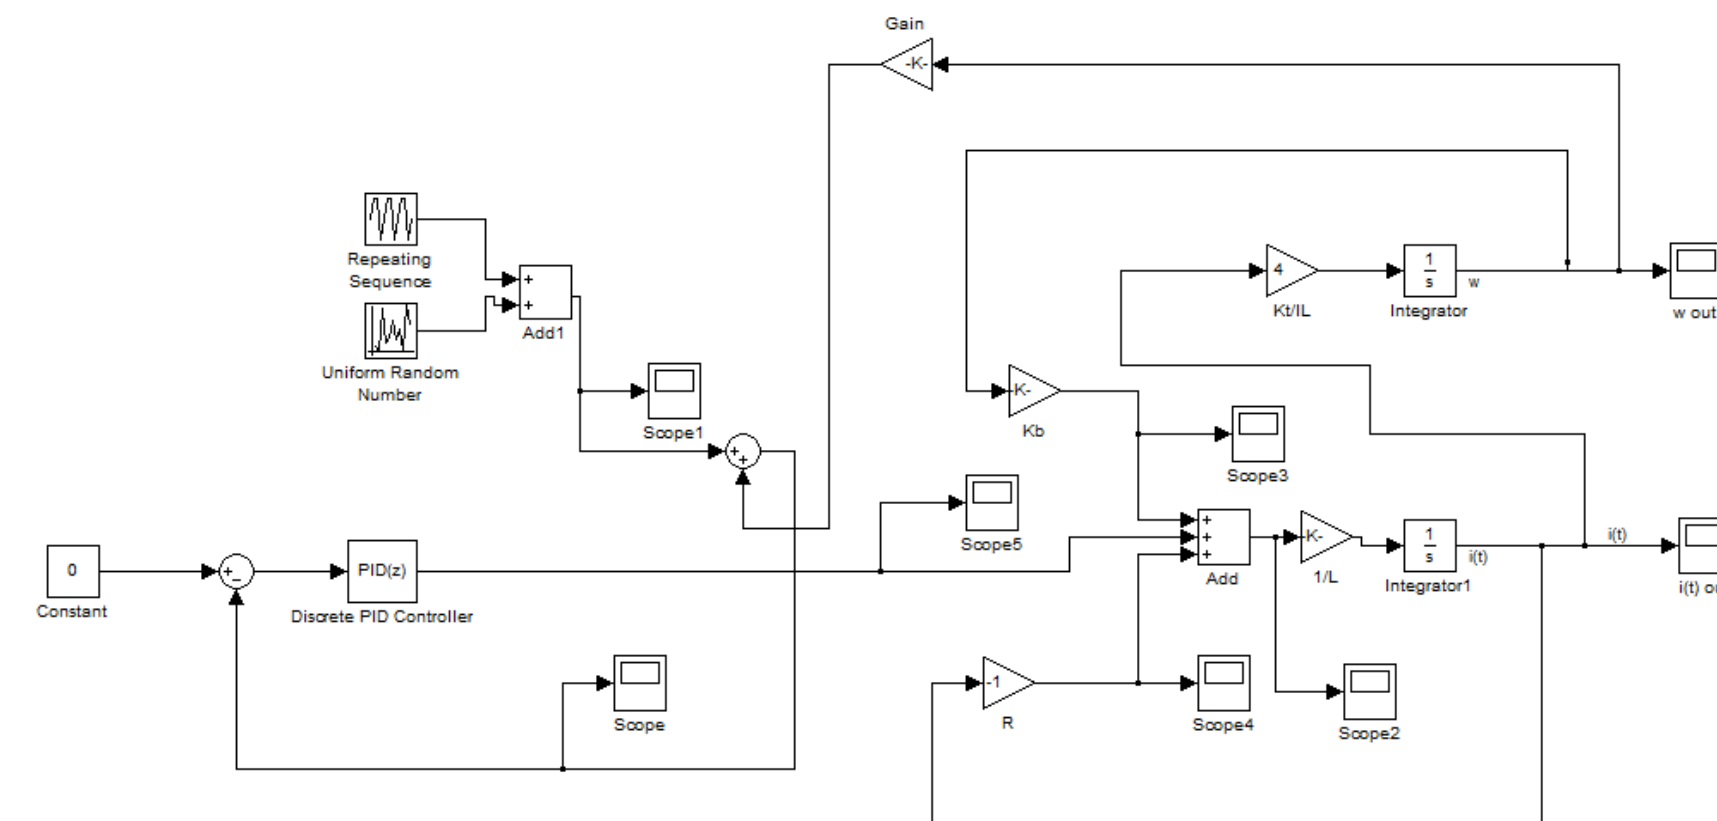 Gain
-K-
Repeating
Sequence
+
+
Add1
Uniform Random
Number
Scope1
+
+
4
Kt/IL
1
s
Integrator
w
w out
K-
Kb
Scope3
Scope5
+
+
+
Add
K-
1/L
1
s
Integrator1
i(t)
i(t)
i(t) o
0
Constant
+
-
PID(z)
Discrete PID Controller
Scope
-1
R
Scope4
Scope2